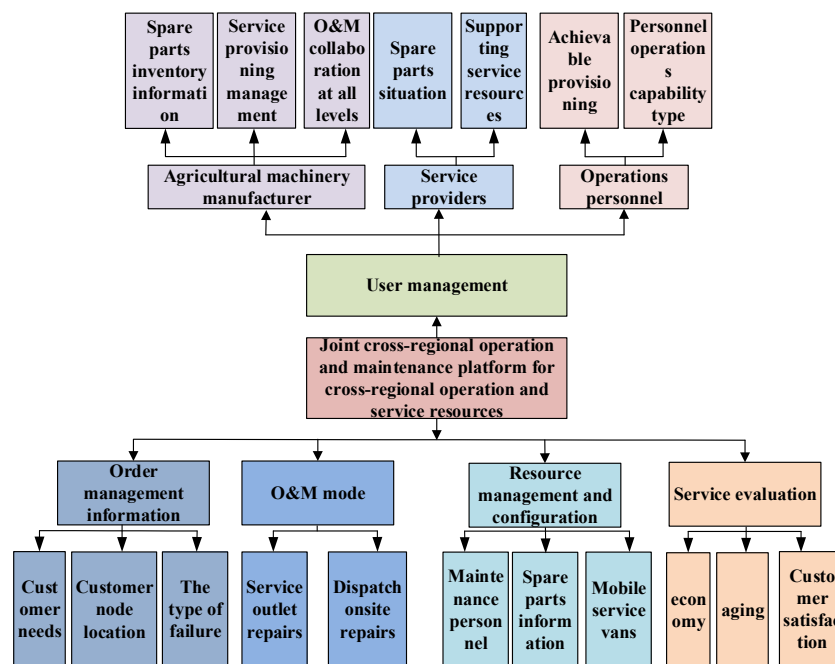 Spare
parts
inventory
informati
on
Service
provisio
ning
manage
ment
O&M
collabo
ration
at all
levels
Spare
parts
situation
Suppo
rting
service
resourc
es
Achiev
able
provisio
ning
Personnel
operation
s
capability
type
Agricultural machinery
manufacturer
Service
providers
Operations
personnel
User management
Joint cross-regional operation
and maintenance platform for
cross-regional operation and
service resources
Order
management
information
O&M mode
Resource
management and
configuration
Service evaluation
Cust
omer
needs
Customer
node
location
The
type of
failure
Service
outlet
repairs
Dispatch
onsite
repairs
Mainte
nance
person
nel
Spare
parts
inform
ation
Mobile
service
vans
econ
omy
aging
Custo
mer
satisfac
tion